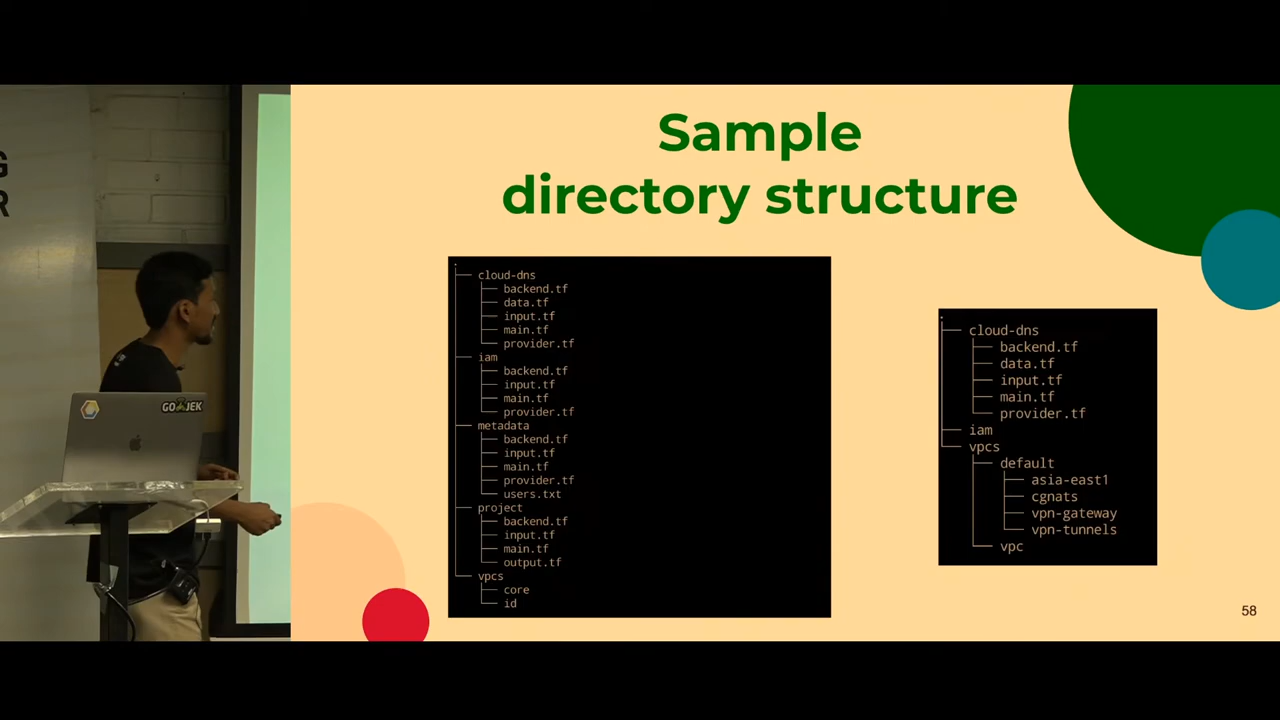 G
R
GOJEK
Sample
directory structure
.
├── cloud-dns
│   ├── backend.tf
│   ├── data.tf
│   ├── input.tf
│   ├── main.tf
│   └── provider.tf
├── iam
│   ├── backend.tf
│   ├── input.tf
│   ├── main.tf
│   └── provider.tf
├── metadata
│   ├── backend.tf
│   ├── input.tf
│   ├── main.tf
│   ├── provider.tf
│   └── users.txt
├── project
│   ├── backend.tf
│   ├── input.tf
│   ├── main.tf
│   └── output.tf
└── vpcs
    ├── core
    └── id
.
├── cloud-dns
│   ├── backend.tf
│   ├── data.tf
│   ├── input.tf
│   ├── main.tf
│   └── provider.tf
├── iam
└── vpcs
    ├── default
    │   ├── asia-east1
    │   ├── cgnats
    │   ├── vpn-gateway
    │   └── vpn-tunnels
    └── vpc
58